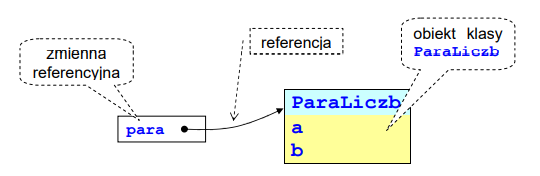 zmienna
referencyjna
referencja
obiekt klasy
ParaLiczb
para
ParaLiczb
a
b